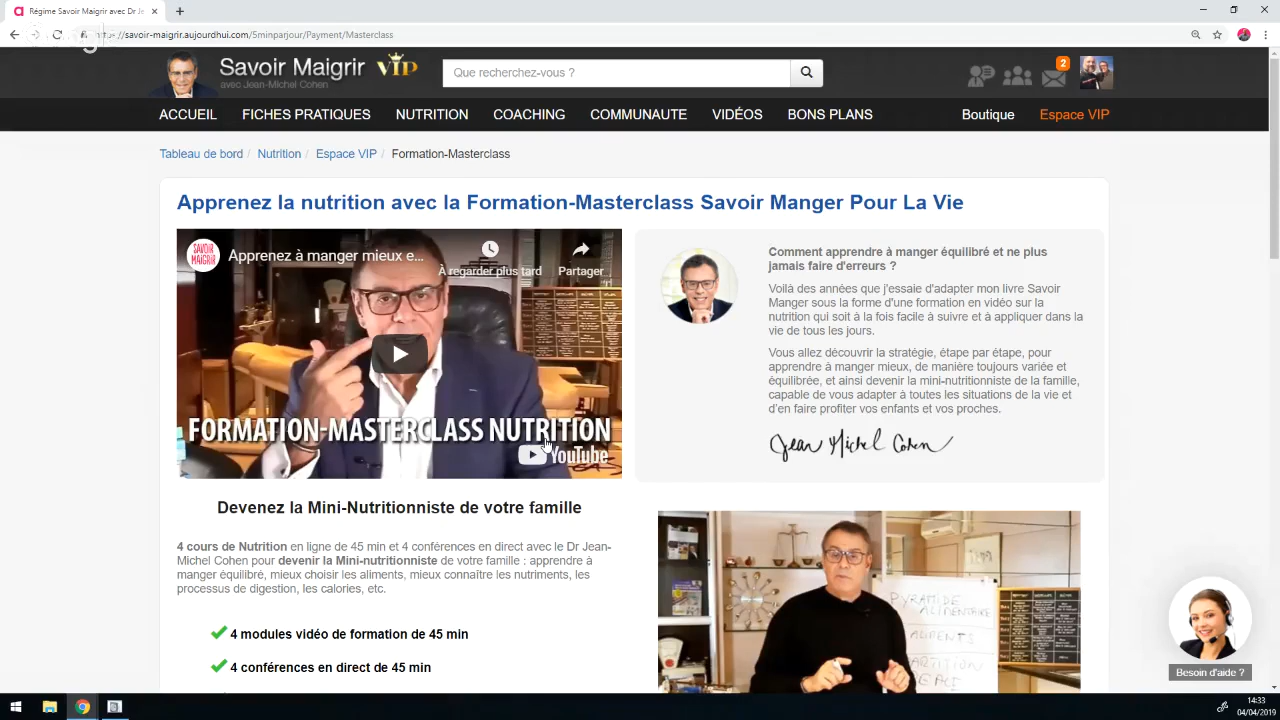 Régime Savoir Maigrir avec Dr Je
savoir-maigrir.aujourdhui.com/5minparjour/Payment/Masterclass
Savoir Maigrir VIP
avec Jean-Michel Cohen
Que recherchez-vous ?
2
ACCUEIL FICHES PRATIQUES NUTRITION COACHING COMMUNAUTE VIDÉOS BONS PLANS Boutique Espace VIP
Tableau de bord / Nutrition / Espace VIP / Formation-Masterclass
Apprenez la nutrition avec la Formation-Masterclass Savoir Manger Pour La Vie
SAVOIR MAIGRIR
Apprenez à manger mieux e...
À regarder plus tard
Partager
FORMATION-MASTERCLASS NUTRITION
YouTube
Comment apprendre à manger équilibré et ne plus
jamais faire d'erreurs ?
Voilà des années que j'essaie d'adapter mon livre Savoir
Manger sous la forme d'une formation en vidéo sur la
nutrition qui soit à la fois facile à suivre et à appliquer dans la
vie de tous les jours.
Vous allez découvrir la stratégie, étape par étape, pour
apprendre à manger mieux, de manière toujours variée et
équilibrée, et ainsi devenir la mini-nutritionniste de la famille,
capable de vous adapter à toutes les situations de la vie et
d'en faire profiter vos enfants et vos proches.
Jean Michel Cohen
Devenez la Mini-Nutritionniste de votre famille
4 cours de Nutrition en ligne de 45 min et 4 conférences en direct avec le Dr Jean-
Michel Cohen pour devenir la Mini-nutritionniste de votre famille : apprendre à
manger équilibré, mieux choisir les aliments, mieux connaître les nutriments, les
processus de digestion, les calories, etc.
4 modules vidéo de formation de 45 min
4 conférences en direct de 45 min
PYRAMIDE
ALIMENTAIRE
Besoin d'aide ?
14:33
04/04/2019